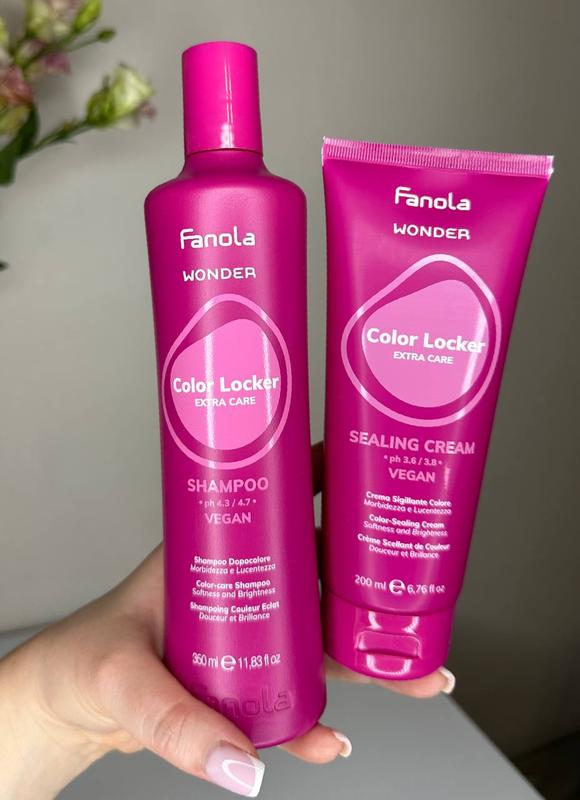 Fanola
WONDER
Color Locker
EXTRA CARE
SHAMPOO
• ph 4.3 / 4.7 •
VEGAN
Shampoo Dopocolore
Morbidezza e Lucentezza
Color-care Shampoo
Softness and Brightness
Shampoing Couleur Eclat
Douceur et Brillance
350 ml e 11,83 fl oz
Fanola
Fanola
WONDER
Color Locker
EXTRA CARE
SEALING CREAM
• ph 3.6 / 3.8 •
VEGAN
Crema Sigillante Colore
Morbidezza e Lucentezza
Color-Sealing Cream
Softness and Brightness
Crème Scellant de Couleur
Douceur et Brillance
200 ml e 6,76 fl oz